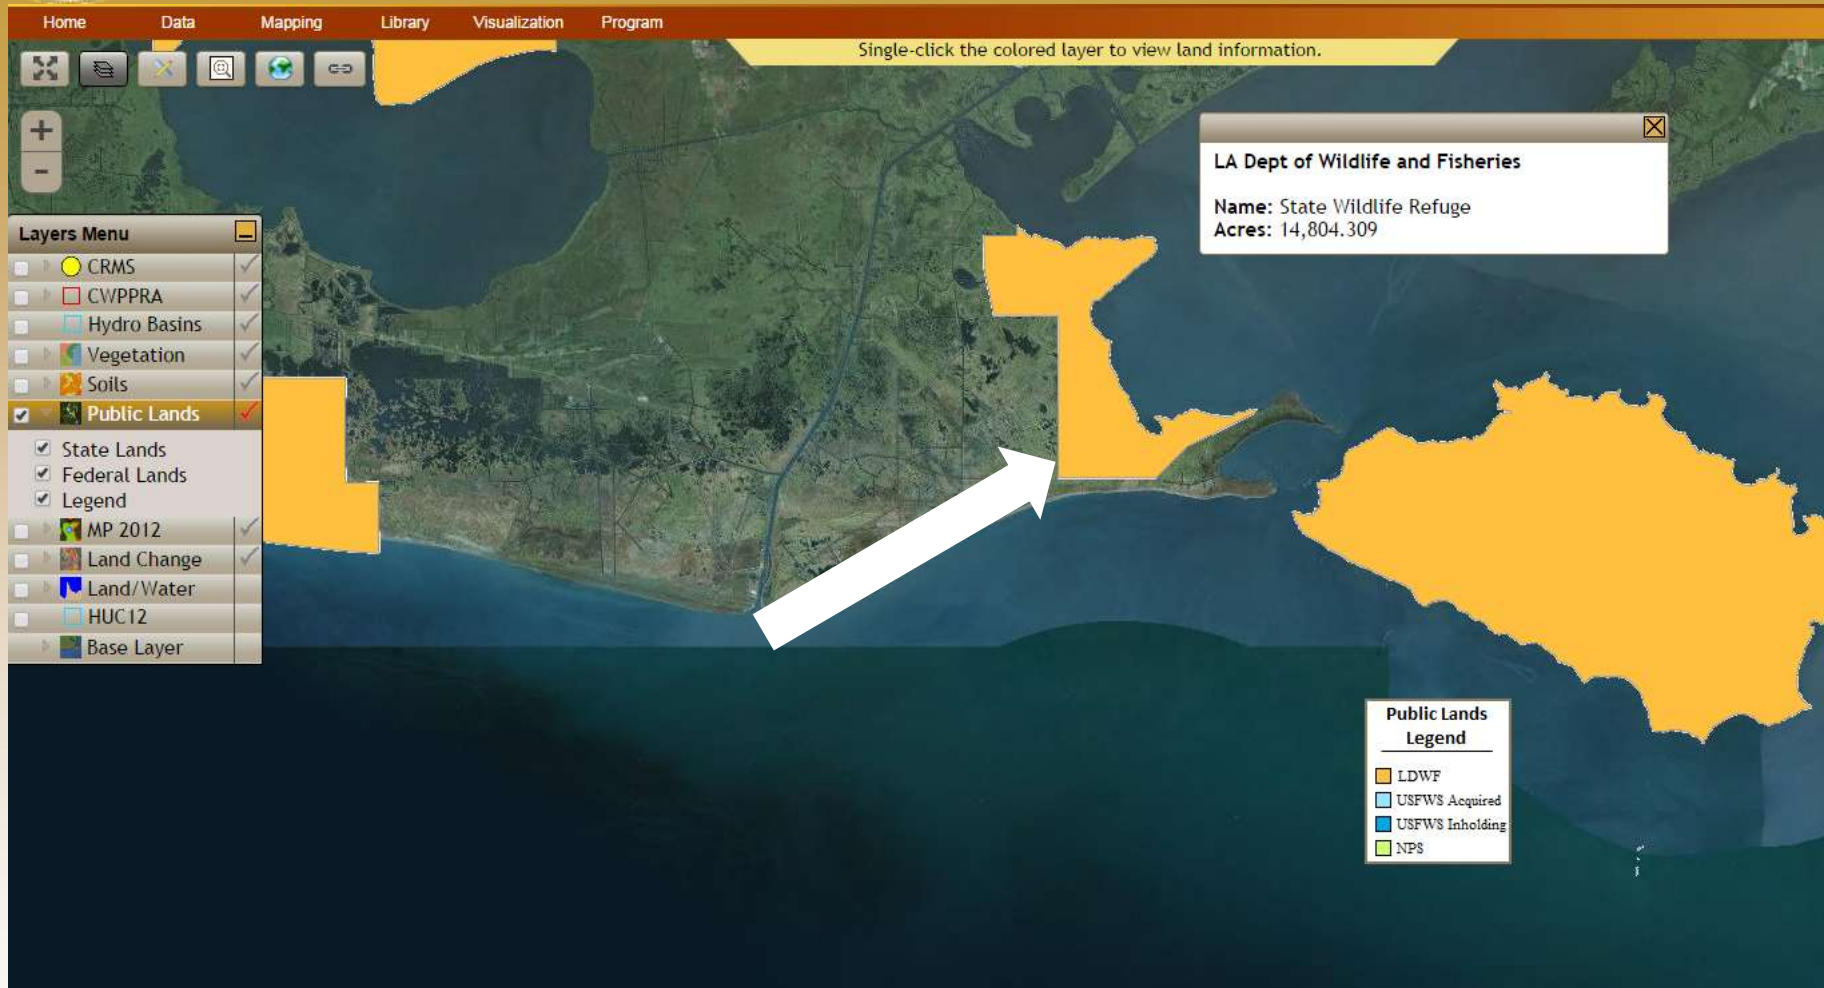 Home Data Mapping Library Visualization Program
Single-click the colored layer to view land information.
+
-
LA Dept of Wildlife and Fisheries
Name: State Wildlife Refuge
Acres: 14,804.309
Layers Menu
CRMS
CWPPRA
Hydro Basins
Vegetation
Soils
Public Lands
State Lands
Federal Lands
Legend
MP 2012
Land Change
Land/Water
HUC12
Base Layer
Public Lands
Legend
LDWF
USFWS Acquired
USFWS Inholding
NPS